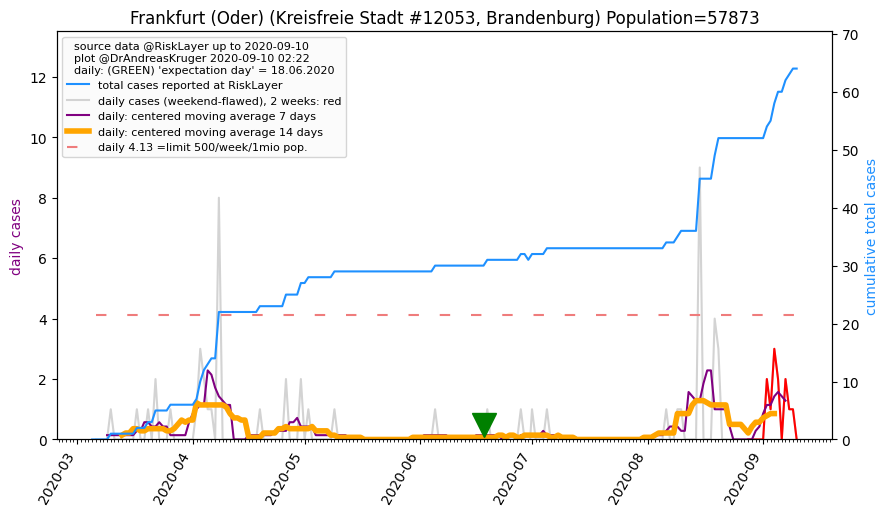 Frankfurt (Oder) (Kreisfreie Stadt #12053, Brandenburg) Population=57873
source data @RiskLayer up to 2020-09-10
plot @DrAndreasKruger 2020-09-10 02:22
daily: (GREEN) 'expectation day' = 18.06.2020
total cases reported at RiskLayer
daily cases (weekend-flawed), 2 weeks: red
daily: centered moving average 7 days
daily: centered moving average 14 days
daily 4.13 =limit 500/week/1mio pop.
daily cases
0
2
4
6
8
10
12
cumulative total cases
0
10
20
30
40
50
60
70
2020-03
2020-04
2020-05
2020-06
2020-07
2020-08
2020-09